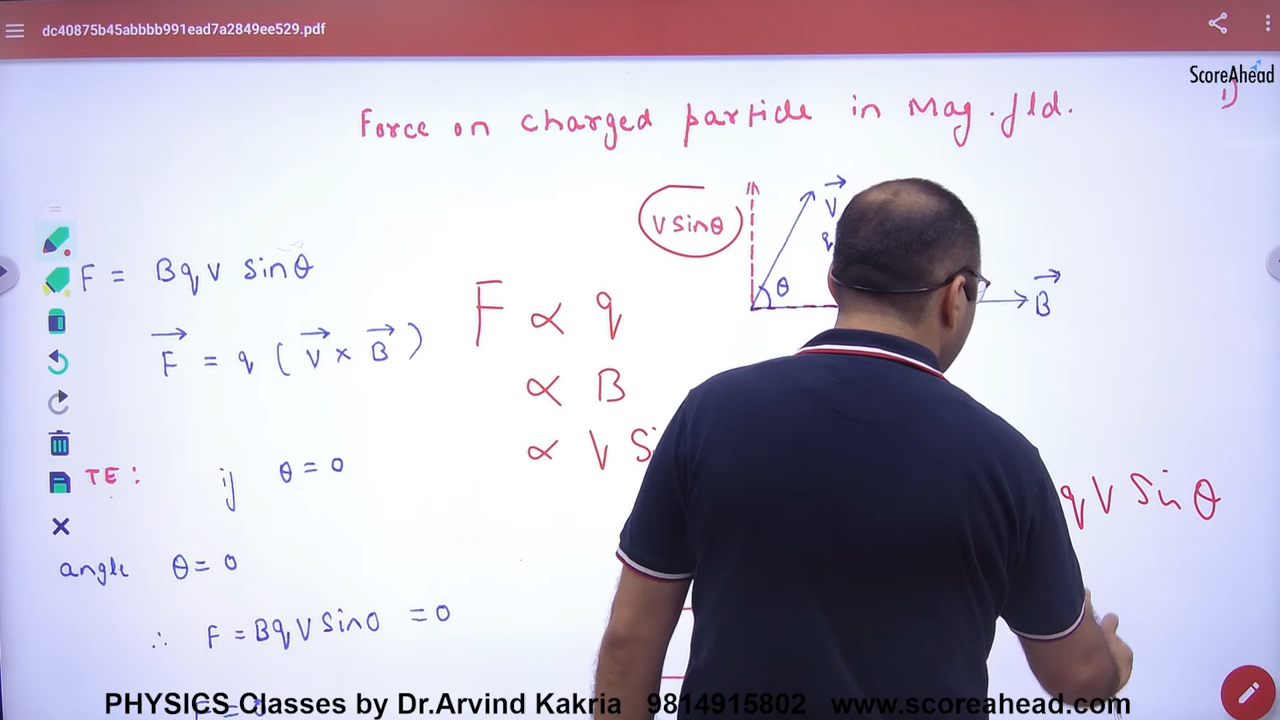 dc40875b45abbbb991ead7a2849ee529.pdf
ScoreAhead
Force on charged particle in Mag. fld.
V sinθ
V
q
θ
B
F = BqV sinθ
F = q ( V × B )
F ∝ q
∝ B
∝ V Si
qV Sinθ
TE : if θ = 0
angle θ = 0
∴ F = BqV Sin0 = 0
PHYSICS Classes by Dr.Arvind Kakria 9814915802 www.scoreahead.com